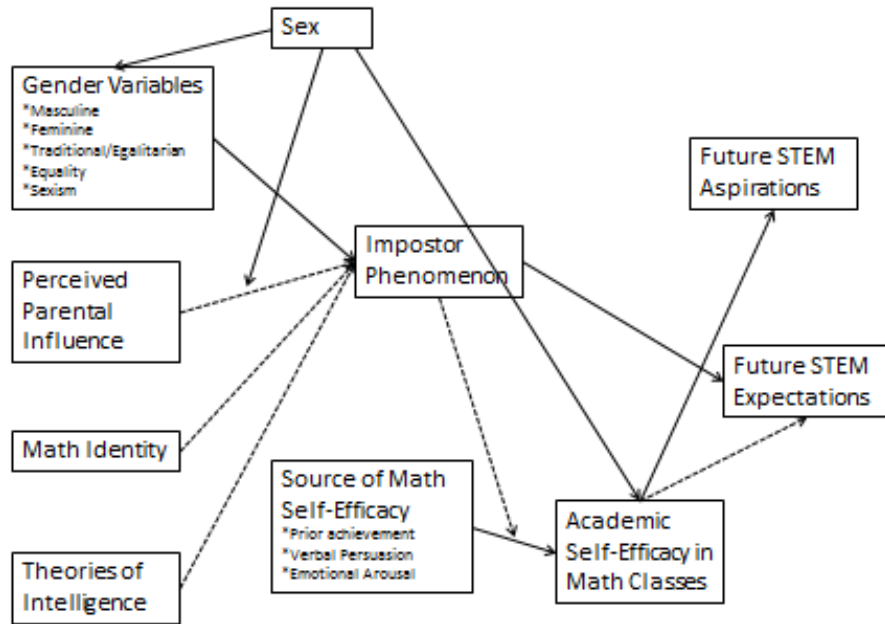 Sex
Gender Variables
*Masculine
*Feminine
*Traditional/Egalitarian
*Equality
*Sexism
Future STEM
Aspirations
Impostor
Phenomenon
Perceived
Parental
Influence
Future STEM
Expectations
Math Identity
Source of Math
Self-Efficacy
*Prior achievement
*Verbal Persuasion
*Emotional Arousal
Academic
Self-Efficacy in
Math Classes
Theories of
Intelligence